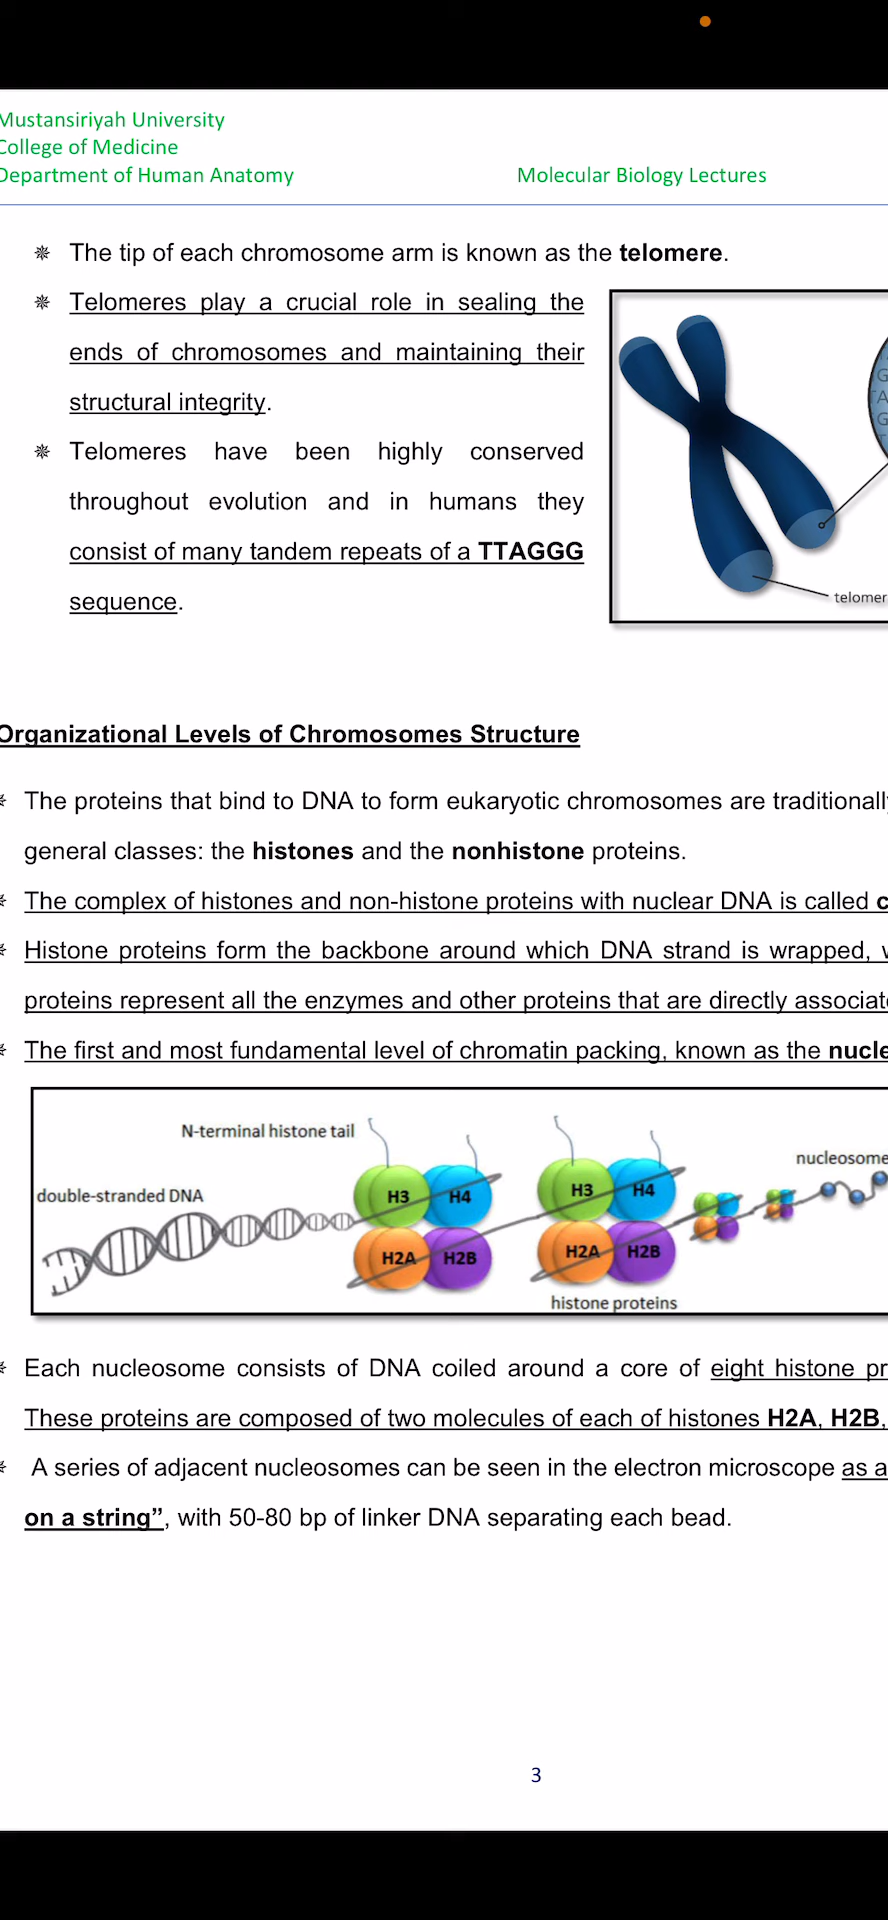 Mustansiriyah University
College of Medicine
Department of Human Anatomy Molecular Biology Lectures
The tip of each chromosome arm is known as the telomere.
Telomeres play a crucial role in sealing the
ends of chromosomes and maintaining their
structural integrity.
Telomeres have been highly conserved
throughout evolution and in humans they
consist of many tandem repeats of a TTAGGG
sequence.
telomer
Organizational Levels of Chromosomes Structure
The proteins that bind to DNA to form eukaryotic chromosomes are traditionally
general classes: the histones and the nonhistone proteins.
The complex of histones and non-histone proteins with nuclear DNA is called c
Histone proteins form the backbone around which DNA strand is wrapped,
proteins represent all the enzymes and other proteins that are directly associat
The first and most fundamental level of chromatin packing, known as the nucle
N-terminal histone tail
nucleosome
double-stranded DNA
H3 H4 H3 H4
H2A H2B H2A H2B
histone proteins
Each nucleosome consists of DNA coiled around a core of eight histone pr
These proteins are composed of two molecules of each of histones H2A, H2B,
A series of adjacent nucleosomes can be seen in the electron microscope as a
on a string”, with 50-80 bp of linker DNA separating each bead.
3